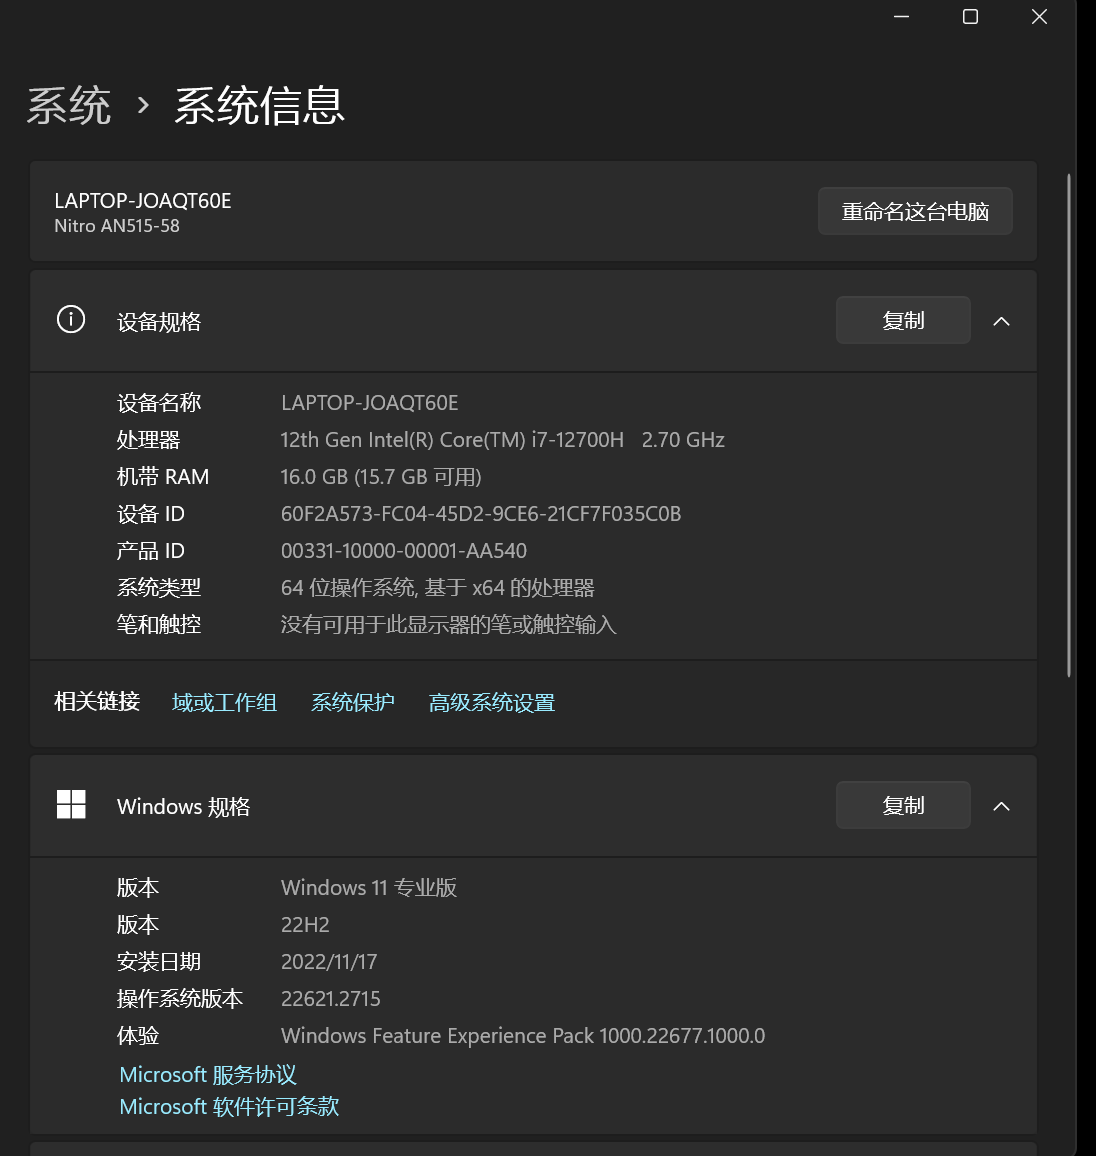 系统 › 系统信息
LAPTOP-JOAQT60E
Nitro AN515-58
重命名这台电脑
设备规格
复制
设备名称 LAPTOP-JOAQT60E
处理器 12th Gen Intel(R) Core(TM) i7-12700H 2.70 GHz
机带 RAM 16.0 GB (15.7 GB 可用)
设备 ID 60F2A573-FC04-45D2-9CE6-21CF7F035C0B
产品 ID 00331-10000-00001-AA540
系统类型 64 位操作系统, 基于 x64 的处理器
笔和触控 没有可用于此显示器的笔或触控输入
相关链接 域或工作组 系统保护 高级系统设置
Windows 规格
复制
版本 Windows 11 专业版
版本 22H2
安装日期 2022/11/17
操作系统版本 22621.2715
体验 Windows Feature Experience Pack 1000.22677.1000.0
Microsoft 服务协议
Microsoft 软件许可条款